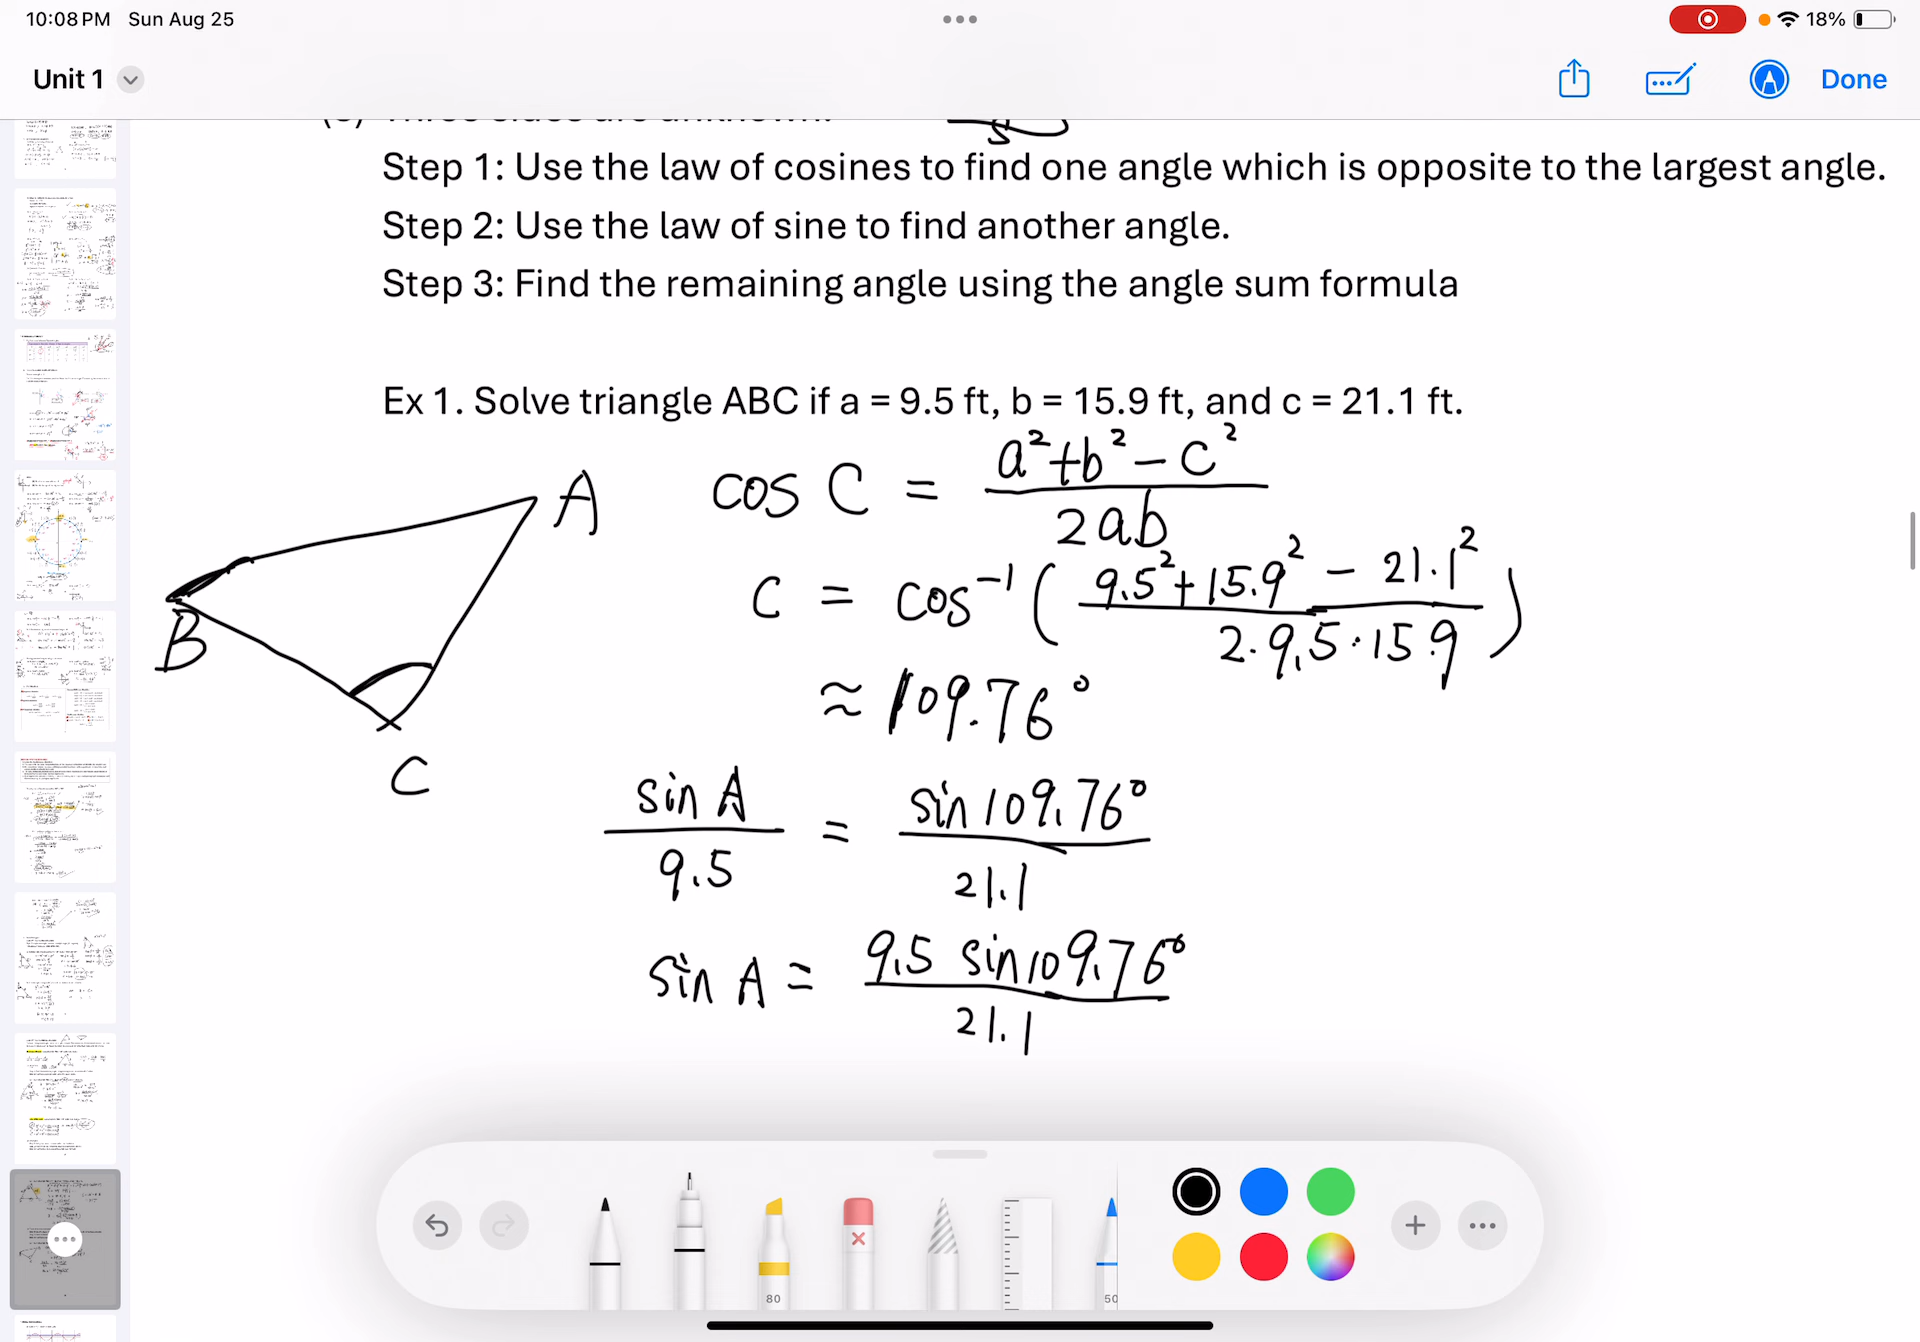 10:08 PM Sun Aug 25
18%
Unit 1
Done
Step 1: Use the law of cosines to find one angle which is opposite to the largest angle.
Step 2: Use the law of sine to find another angle.
Step 3: Find the remaining angle using the angle sum formula
Ex 1. Solve triangle ABC if a = 9.5 ft, b = 15.9 ft, and c = 21.1 ft.
A
B
C
cos C = (a² + b² − c²) / 2ab
C = cos⁻¹ ( (9.5² + 15.9² − 21.1²) / 2·9.5·15.9 )
≈ 109.76°
sin A / 9.5 = sin 109.76° / 21.1
sin A = 9.5 sin 109.76° / 21.1
80
50